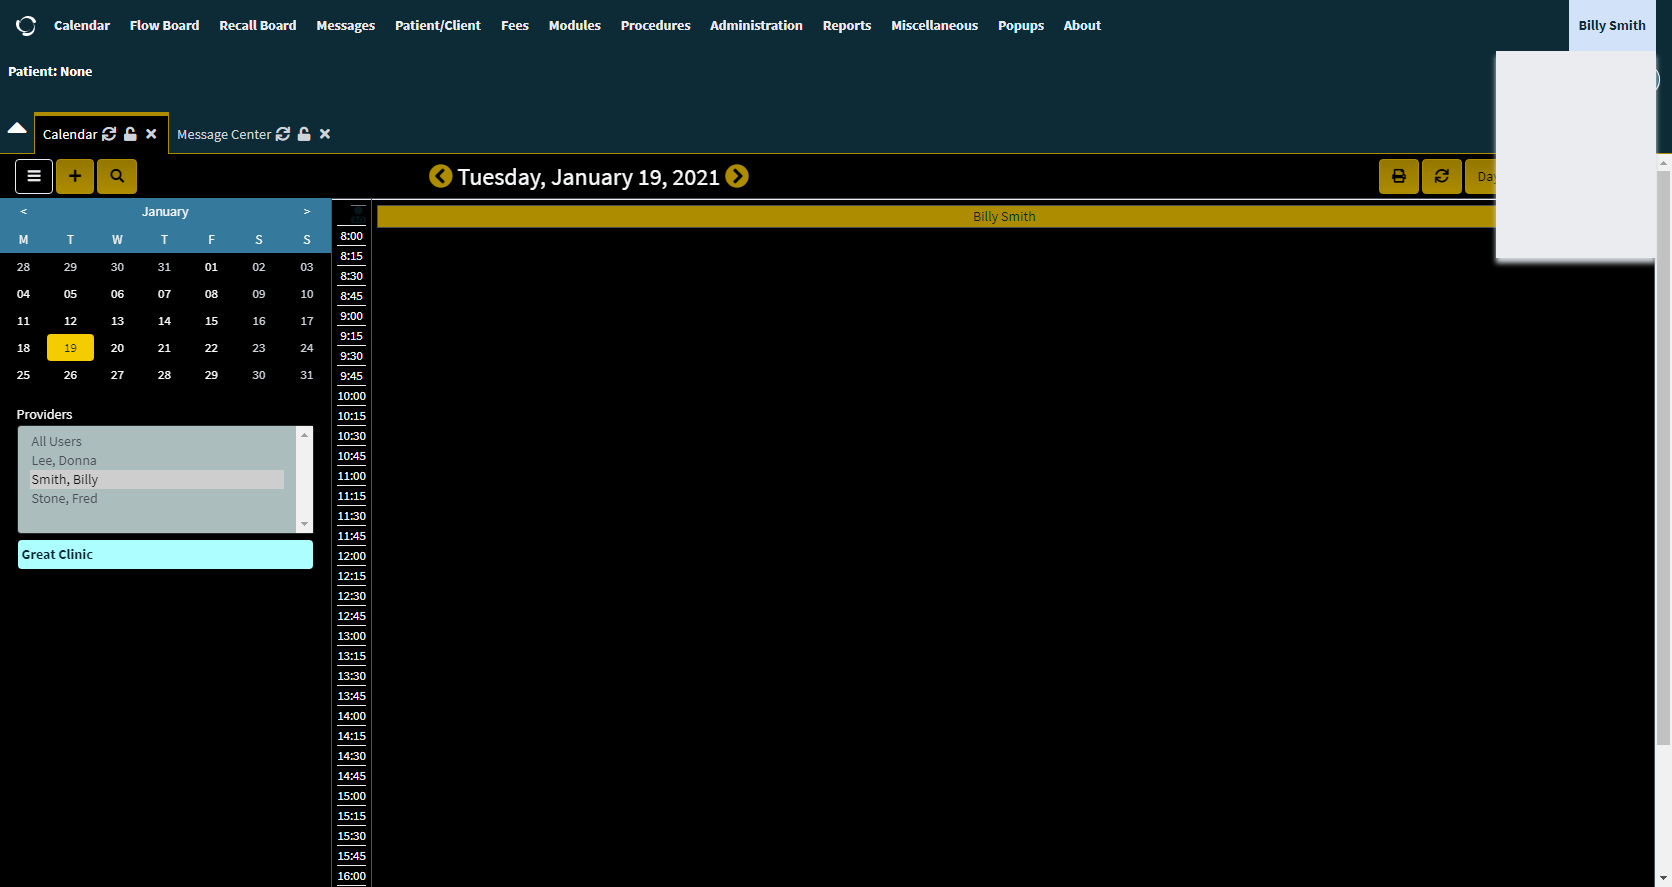 Calendar Flow Board Recall Board Messages Patient/Client Fees Modules Procedures Administration Reports Miscellaneous Popups About Billy Smith
Patient: None
Calendar Message Center
Tuesday, January 19, 2021
< January >
M T W T F S S
28 29 30 31 01 02 03
04 05 06 07 08 09 10
11 12 13 14 15 16 17
18 19 20 21 22 23 24
25 26 27 28 29 30 31
Providers
All Users
Lee, Donna
Smith, Billy
Stone, Fred
Great Clinic
Billy Smith
8:00
8:15
8:30
8:45
9:00
9:15
9:30
9:45
10:00
10:15
10:30
10:45
11:00
11:15
11:30
11:45
12:00
12:15
12:30
12:45
13:00
13:15
13:30
13:45
14:00
14:15
14:30
14:45
15:00
15:15
15:30
15:45
16:00